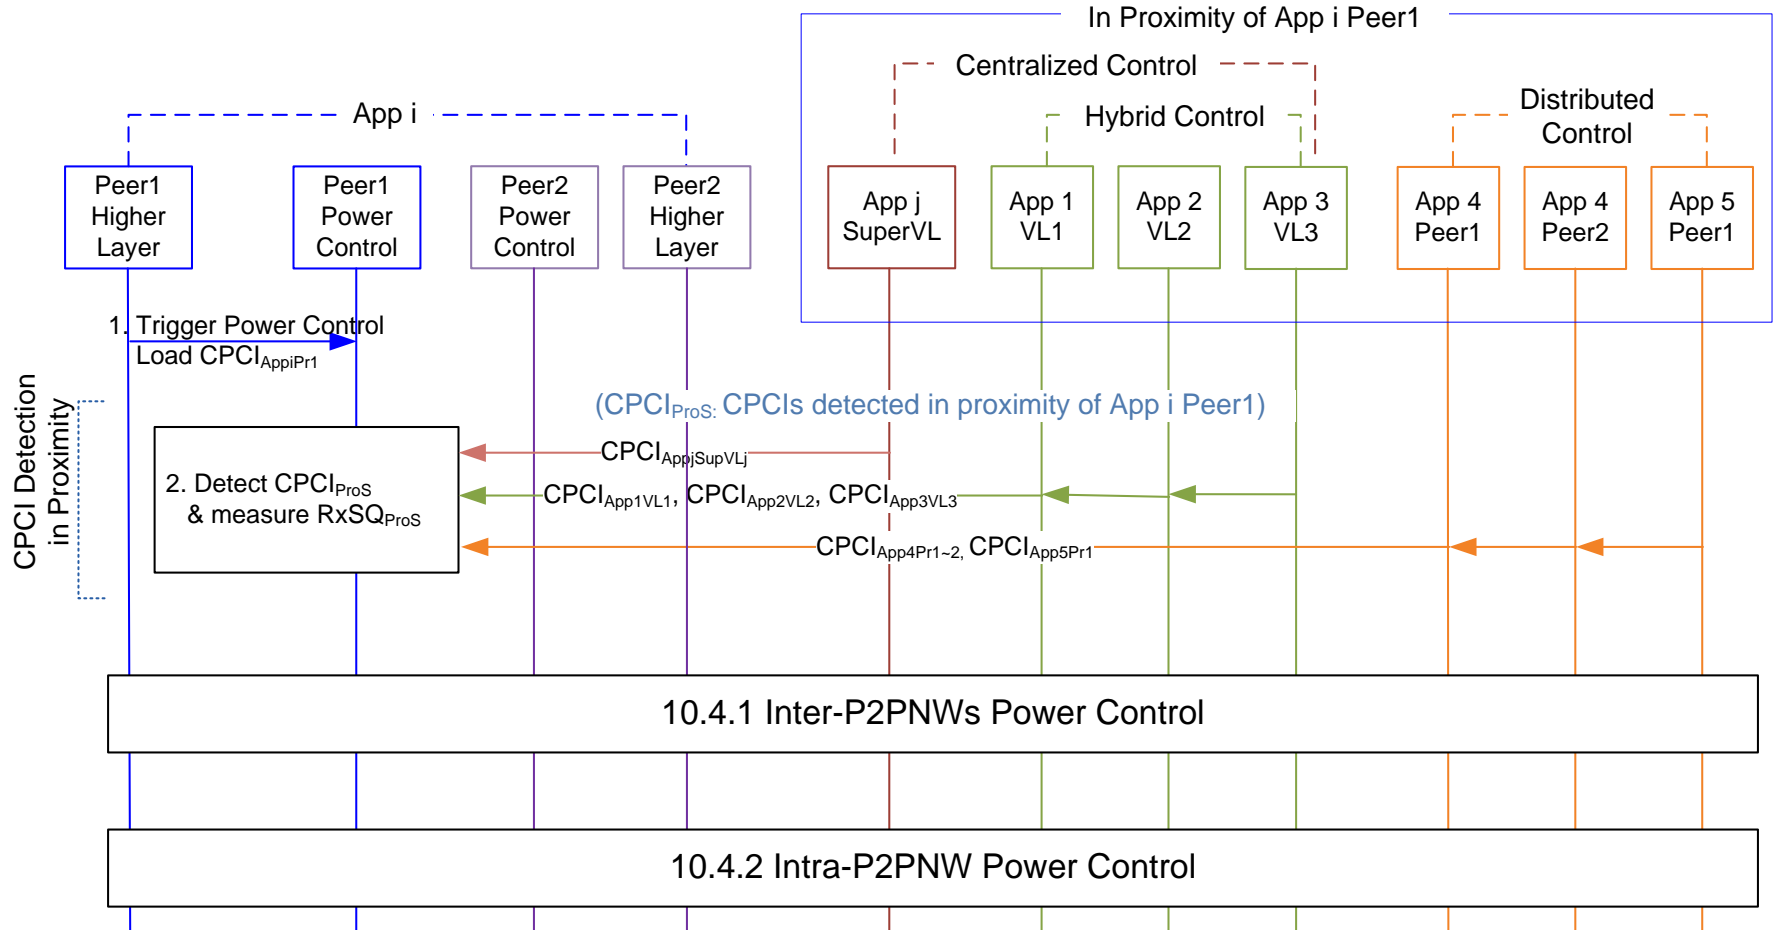 In Proximity of App i Peer1
Centralized Control
App i
Hybrid Control
Distributed
Control
Peer1
Higher
Layer
Peer1
Power
Control
Peer2
Power
Control
Peer2
Higher
Layer
App j
SuperVL
App 1
VL1
App 2
VL2
App 3
VL3
App 4
Peer1
App 4
Peer2
App 5
Peer1
1. Trigger Power Control
Load CPCIAppiPr1
CPCI Detection
in Proximity
(CPCIProS: CPCIs detected in proximity of App i Peer1)
CPCIAppjSupVLj
2. Detect CPCIProS
& measure RxSQProS
CPCIApp1VL1, CPCIApp2VL2, CPCIApp3VL3
CPCIApp4Pr1~2, CPCIApp5Pr1
10.4.1 Inter-P2PNWs Power Control
10.4.2 Intra-P2PNW Power Control